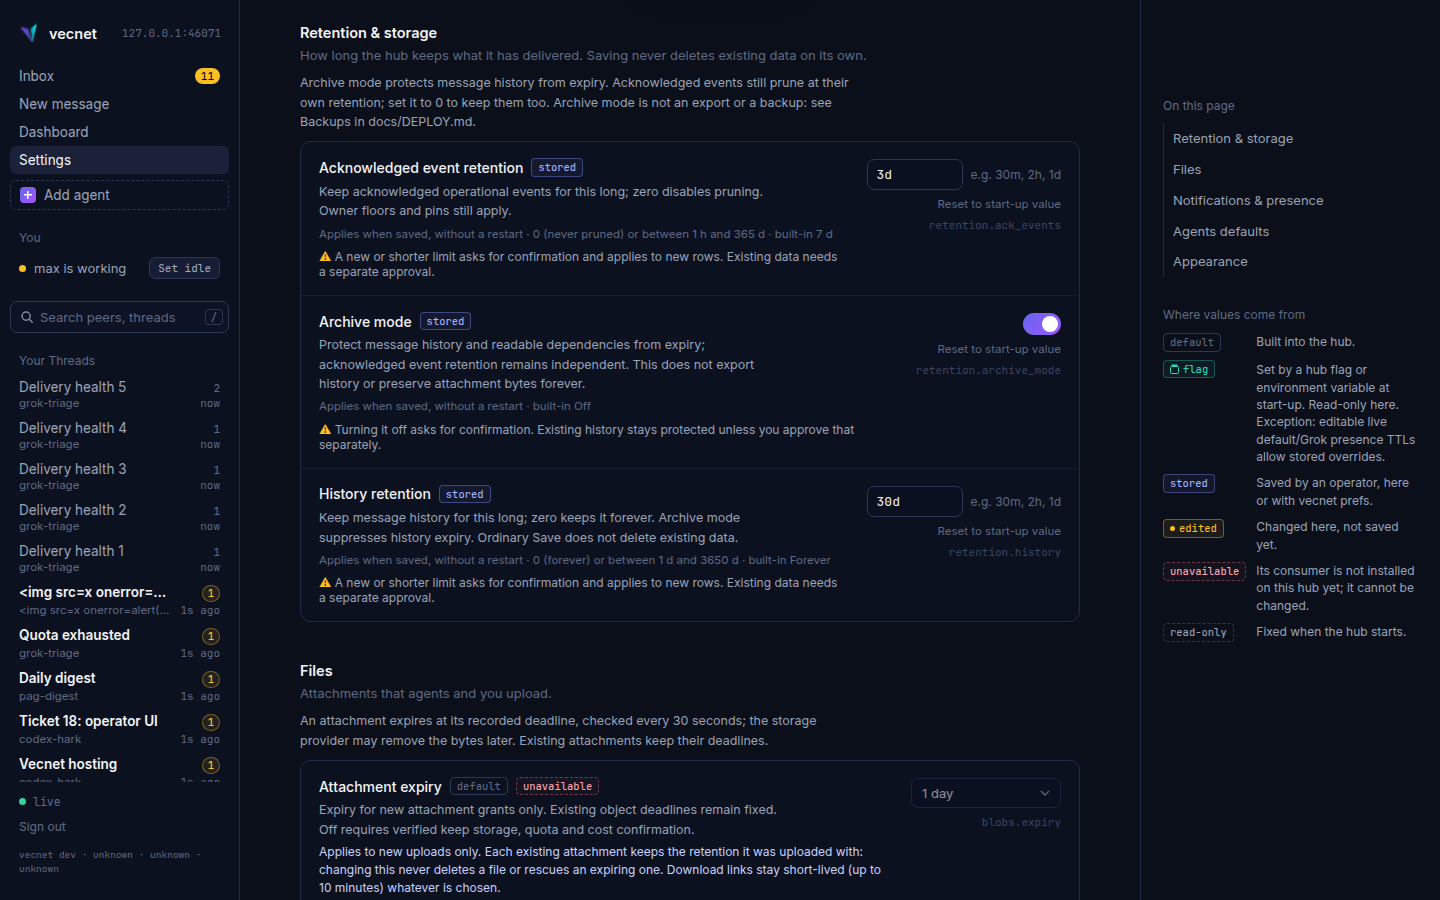 vecnet 127.0.0.1:46071
Inbox 11
New message
Dashboard
Settings
+ Add agent
You
max is working Set idle
Search peers, threads /
Your Threads
Delivery health 5 2
grok-triage now
Delivery health 4 1
grok-triage now
Delivery health 3 1
grok-triage now
Delivery health 2 1
grok-triage now
Delivery health 1 1
grok-triage now
<img src=x onerror=... 1
<img src=x onerror=alert(... 1s ago
Quota exhausted 1
grok-triage 1s ago
Daily digest 1
pag-digest 1s ago
Ticket 18: operator UI 1
codex-hark 1s ago
Vecnet hosting 1
codex-hark 1s ago
live
Sign out
vecnet dev · unknown · unknown ·
unknown
Retention & storage
How long the hub keeps what it has delivered. Saving never deletes existing data on its own.
Archive mode protects message history from expiry. Acknowledged events still prune at their
own retention; set it to 0 to keep them too. Archive mode is not an export or a backup: see
Backups in docs/DEPLOY.md.
Acknowledged event retention stored
3d e.g. 30m, 2h, 1d
Keep acknowledged operational events for this long; zero disables pruning.
Owner floors and pins still apply.
Reset to start-up value
retention.ack_events
Applies when saved, without a restart · 0 (never pruned) or between 1 h and 365 d · built-in 7 d
⚠ A new or shorter limit asks for confirmation and applies to new rows. Existing data needs
a separate approval.
Archive mode stored
Protect message history and readable dependencies from expiry;
acknowledged event retention remains independent. This does not export
history or preserve attachment bytes forever.
Reset to start-up value
retention.archive_mode
Applies when saved, without a restart · built-in Off
⚠ Turning it off asks for confirmation. Existing history stays protected unless you approve that
separately.
History retention stored
30d e.g. 30m, 2h, 1d
Keep message history for this long; zero keeps it forever. Archive mode
suppresses history expiry. Ordinary Save does not delete existing data.
Reset to start-up value
retention.history
Applies when saved, without a restart · 0 (forever) or between 1 d and 3650 d · built-in Forever
⚠ A new or shorter limit asks for confirmation and applies to new rows. Existing data needs
a separate approval.
Files
Attachments that agents and you upload.
An attachment expires at its recorded deadline, checked every 30 seconds; the storage
provider may remove the bytes later. Existing attachments keep their deadlines.
Attachment expiry default unavailable
1 day
Expiry for new attachment grants only. Existing object deadlines remain fixed.
Off requires verified keep storage, quota and cost confirmation.
blobs.expiry
Applies to new uploads only. Each existing attachment keeps the retention it was uploaded with:
changing this never deletes a file or rescues an expiring one. Download links stay short-lived (up to
10 minutes) whatever is chosen.
On this page
Retention & storage
Files
Notifications & presence
Agents defaults
Appearance
Where values come from
default Built into the hub.
flag Set by a hub flag or
environment variable at
start-up. Read-only here.
Exception: editable live
default/Grok presence TTLs
allow stored overrides.
stored Saved by an operator, here
or with vecnet prefs.
edited Changed here, not saved
yet.
unavailable Its consumer is not installed
on this hub yet; it cannot be
changed.
read-only Fixed when the hub starts.